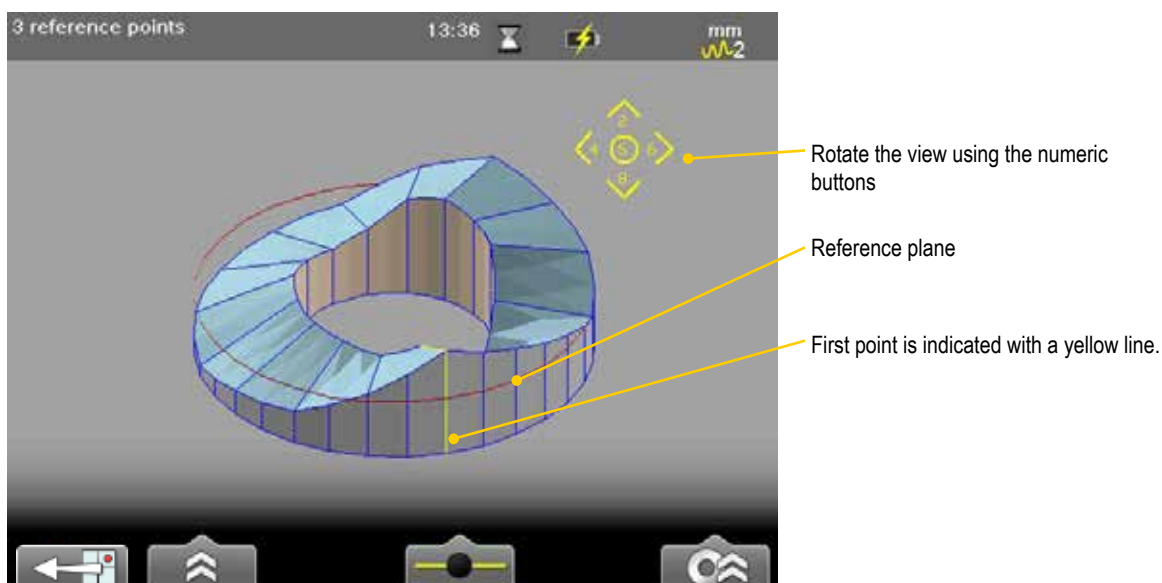 3 reference points
13:36
mm
2
2
4 5 6
8
Rotate the view using the numeric
buttons
Reference plane
First point is indicated with a yellow line.